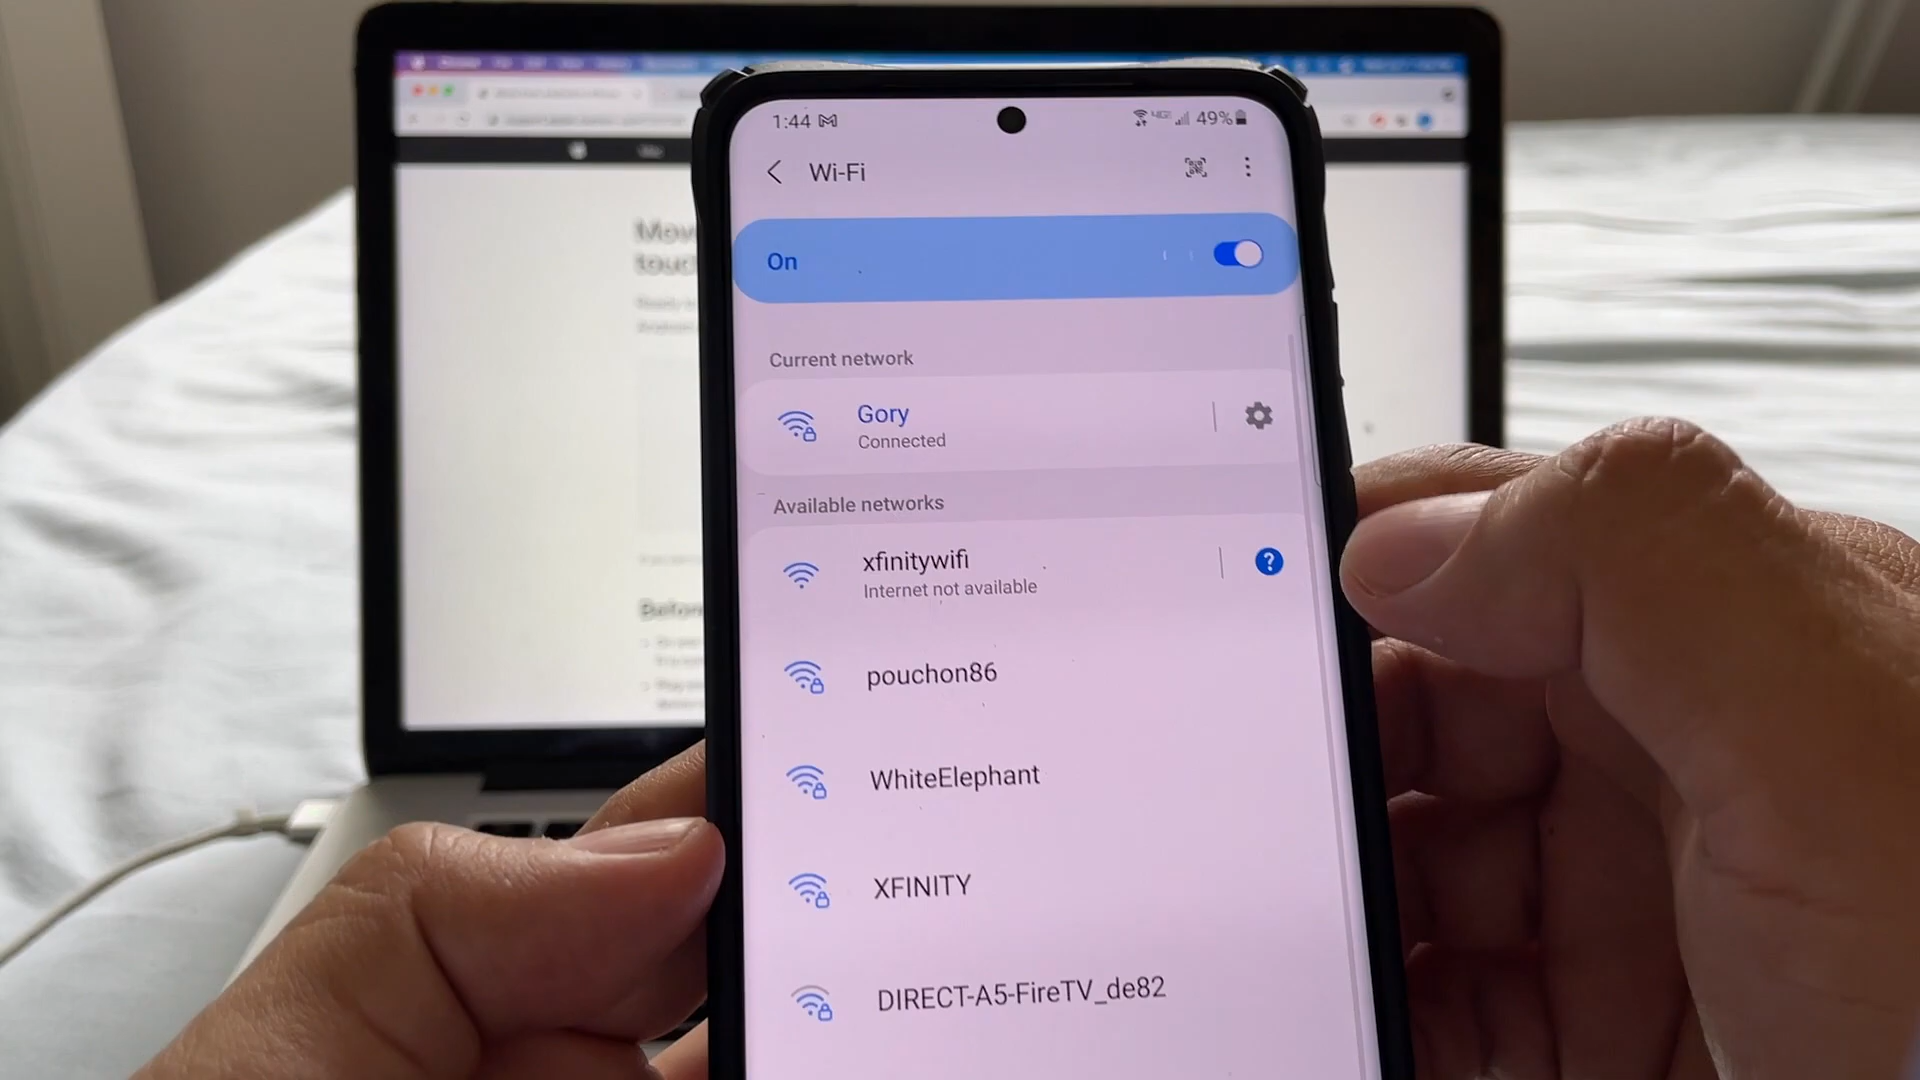 1:44
49%
Wi-Fi
On
Current network
Gory
Connected
Available networks
xfinitywifi
Internet not available
?
pouchon86
WhiteElephant
XFINITY
DIRECT-A5-FireTV_de82